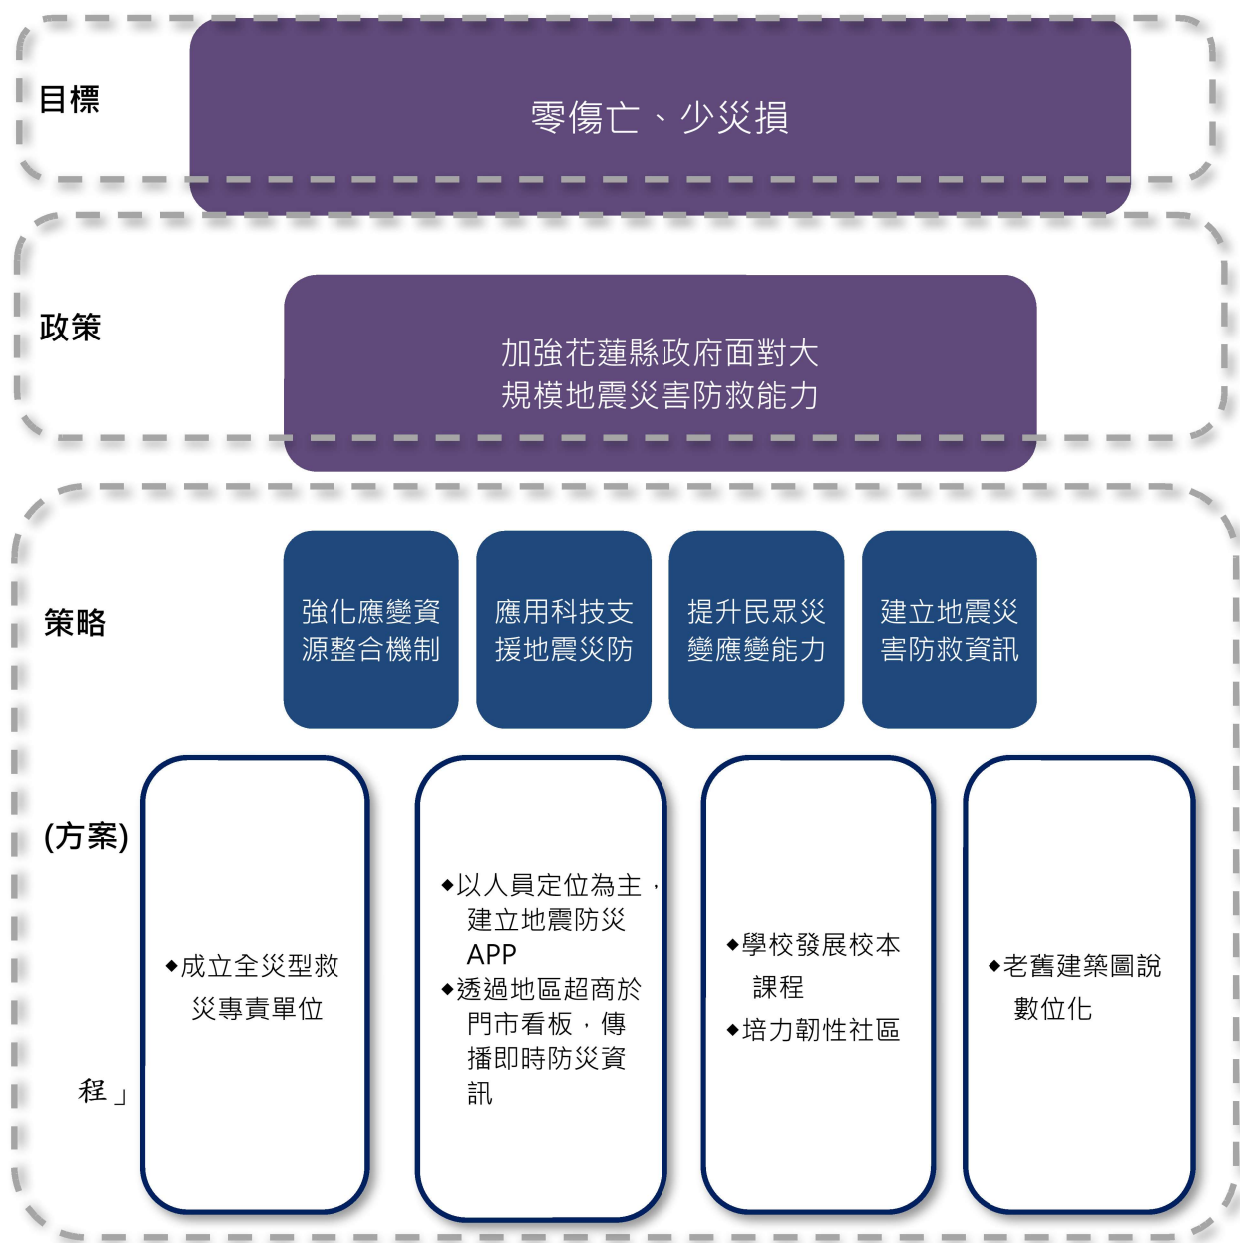 目標
零傷亡、少災損
政策
加強花蓮縣政府面對大
規模地震災害防救能力
策略
強化應變資
源整合機制
應用科技支
援地震災防
提升民眾災
變應變能力
建立地震災
害防救資訊
(方案)
◆成立全災型救
災專責單位
◆以人員定位為主，
建立地震防災
APP
◆透過地區超商於
門市看板，傳
播即時防災資
訊
◆學校發展校本
課程
◆培力韌性社區
◆老舊建築圖說
數位化
程」